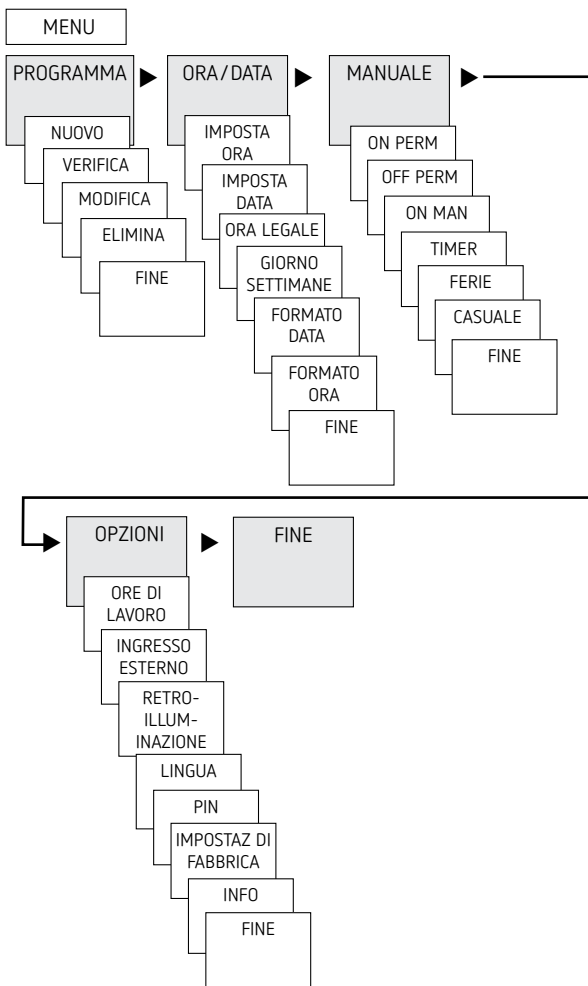 MENU
PROGRAMMA
NUOVO
VERIFICA
MODIFICA
ELIMINA
FINE
ORA/DATA
IMPOSTA
ORA
IMPOSTA
DATA
ORA LEGALE
GIORNO
SETTIMANE
FORMATO
DATA
FORMATO
ORA
FINE
MANUALE
ON PERM
OFF PERM
ON MAN
TIMER
FERIE
CASUALE
FINE
OPZIONI
ORE DI
LAVORO
INGRESSO
ESTERNO
RETRO-
ILLUM-
INAZIONE
LINGUA
PIN
IMPOSTAZ DI
FABBRICA
INFO
FINE
FINE